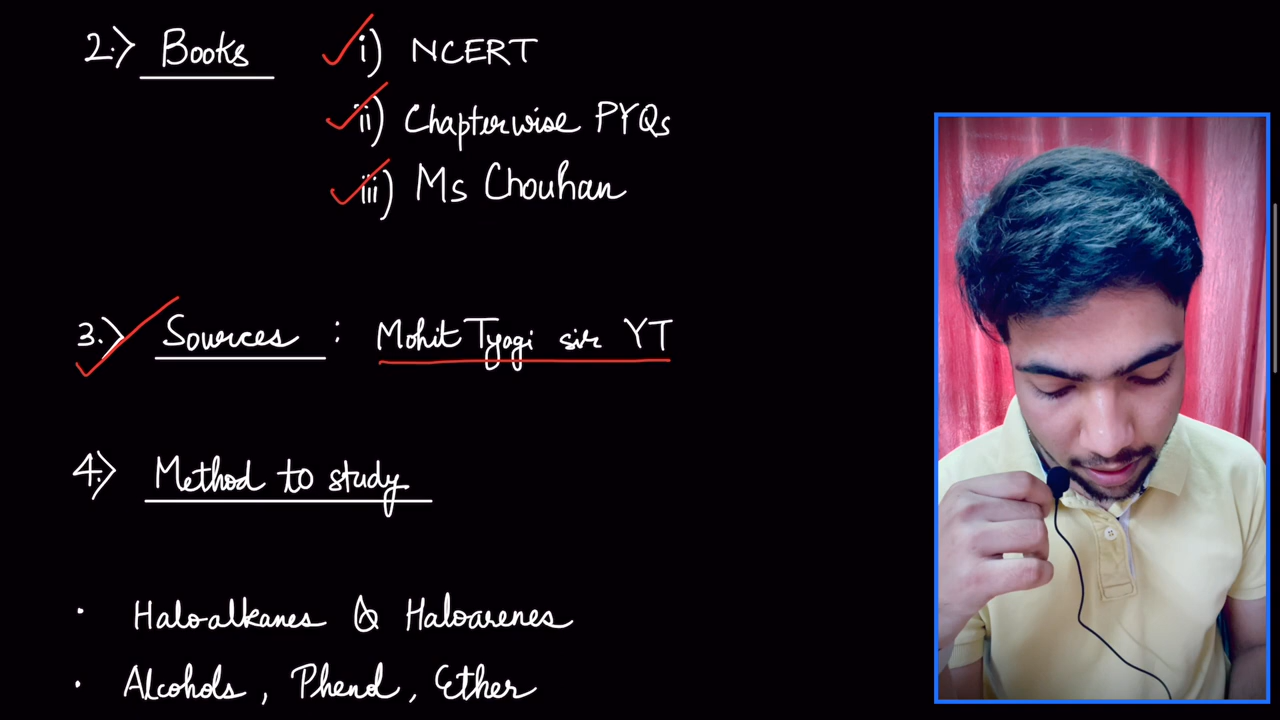 2.) Books i) NCERT
ii) Chapterwise PYQs
iii) Ms Chouhan
3.) Sources : Mohit Tyagi sir YT
4.) Method to study
• Haloalkanes & Haloarenes
• Alcohols, Phenol, Ether